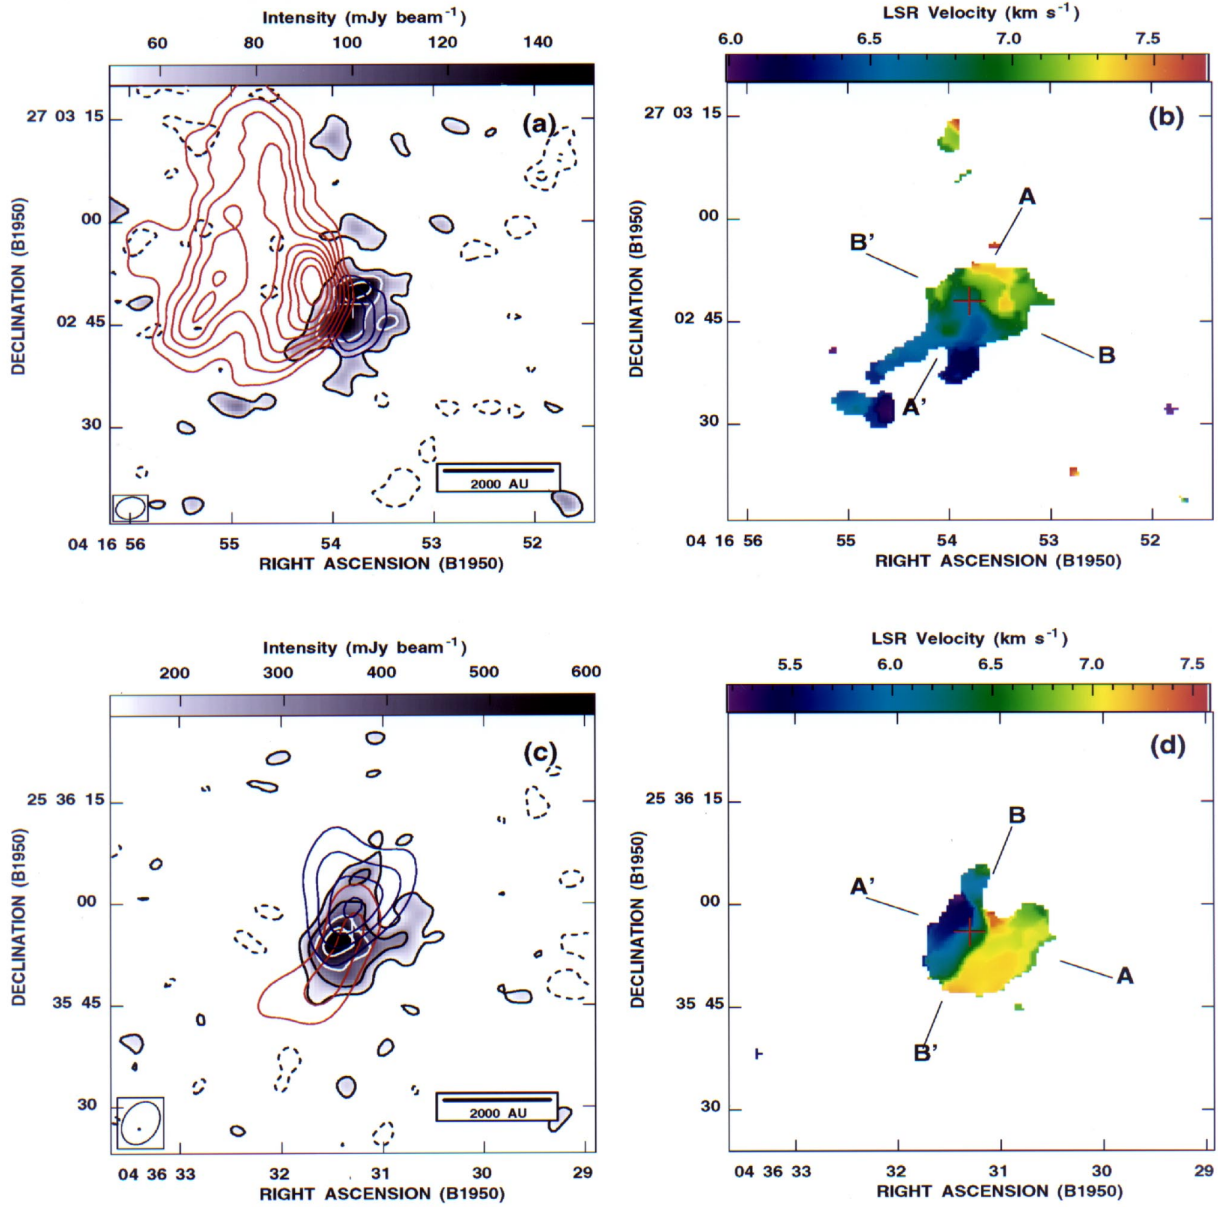 Intensity (mJy beam⁻¹)
60 80 100 120 140
(a)
27 03 15
00
02 45
30
DECLINATION (B1950)
2000 AU
04 16 56 55 54 53 52
RIGHT ASCENSION (B1950)
LSR Velocity (km s⁻¹)
6.0 6.5 7.0 7.5
(b)
27 03 15
00
02 45
30
DECLINATION (B1950)
A
B'
B
A'
04 16 56 55 54 53 52
RIGHT ASCENSION (B1950)
Intensity (mJy beam⁻¹)
200 300 400 500 600
(c)
25 36 15
00
35 45
30
DECLINATION (B1950)
2000 AU
04 36 33 32 31 30 29
RIGHT ASCENSION (B1950)
LSR Velocity (km s⁻¹)
5.5 6.0 6.5 7.0 7.5
(d)
25 36 15
00
35 45
30
DECLINATION (B1950)
B
A'
A
B'
04 36 33 32 31 30 29
RIGHT ASCENSION (B1950)